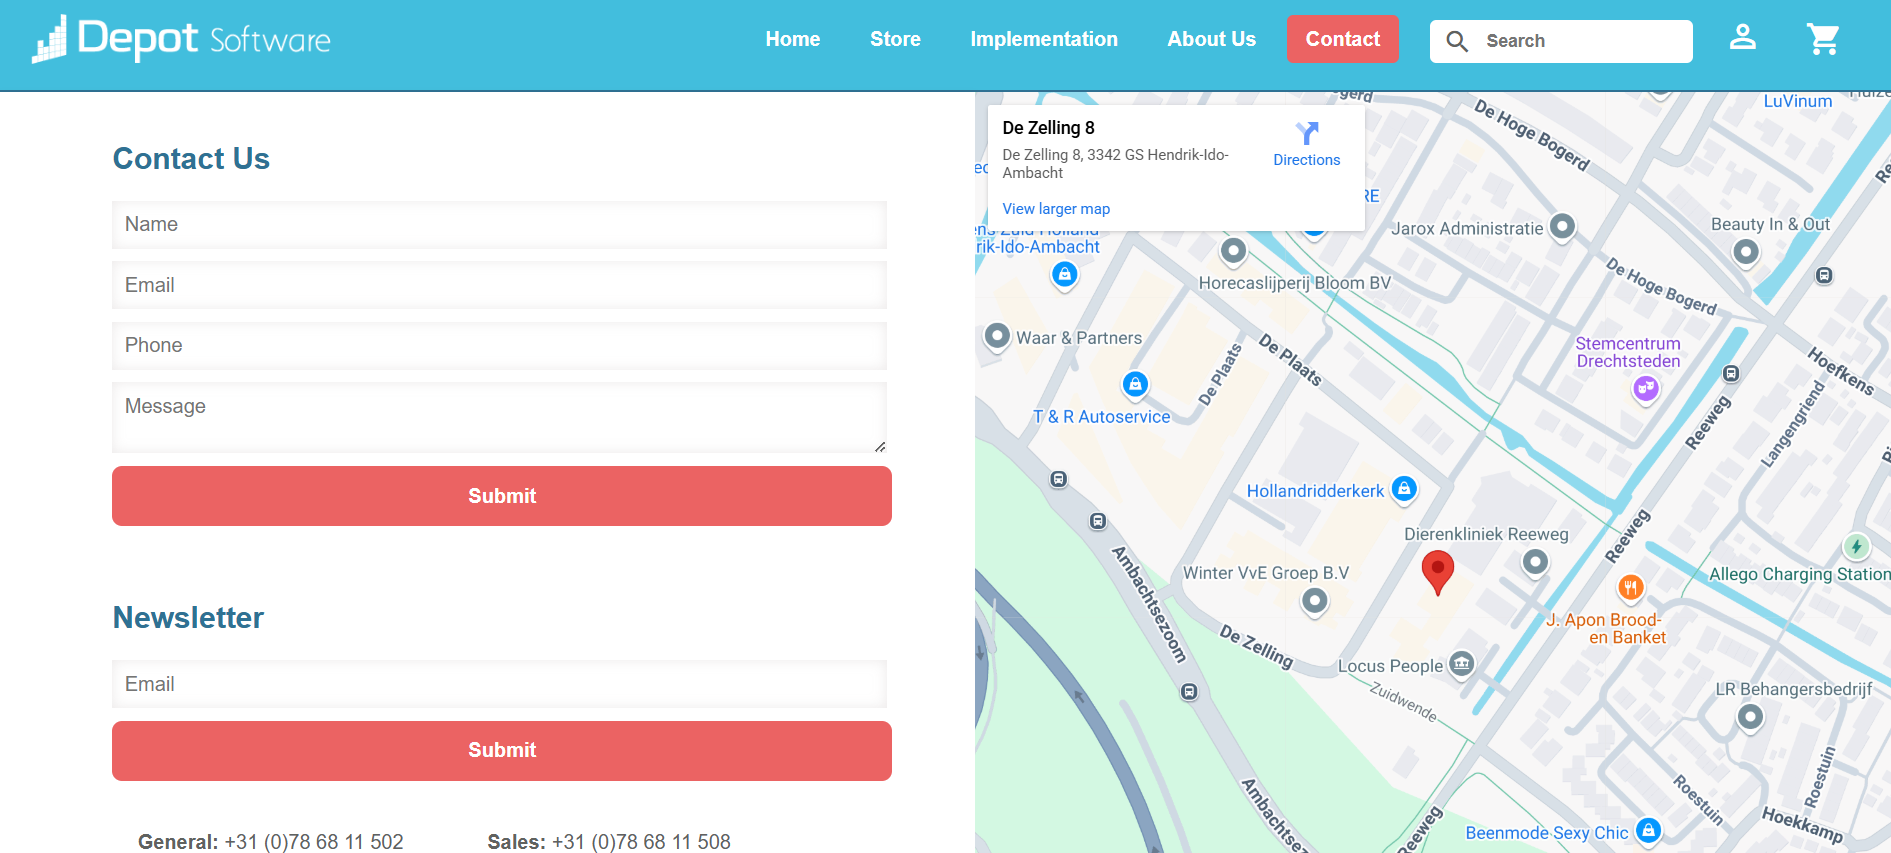 Depot Software
Home
Store
Implementation
About Us
Contact
Search
Contact Us
Name
Email
Phone
Message
Submit
Newsletter
Email
Submit
General: +31 (0)78 68 11 502
Sales: +31 (0)78 68 11 508
De Zelling 8
De Zelling 8, 3342 GS Hendrik-Ido-
Ambacht
Directions
View larger map
LuVinum
De Hoge Bogerd
Jarox Administratie
Beauty In & Out
rik-Ido-Ambacht
Horecaslijperij Bloom BV
De Hoge Bogerd
Waar & Partners
De Plaats
De Plaats
Stemcentrum
Drechtsteden
Hoefkens
T & R Autoservice
Reeweg
Langengriend
Hollandridderkerk
Dierenkliniek Reeweg
Reeweg
Winter VvE Groep B.V
Allego Charging Station
Ambachtsezoom
J. Apon Brood-
en Banket
De Zelling
Locus People
Zuidwende
LR Behangersbedrijf
Roestuin
Roestuin
Ambachtsez
Hoekkamp
Beenmode Sexy Chic
Reeweg